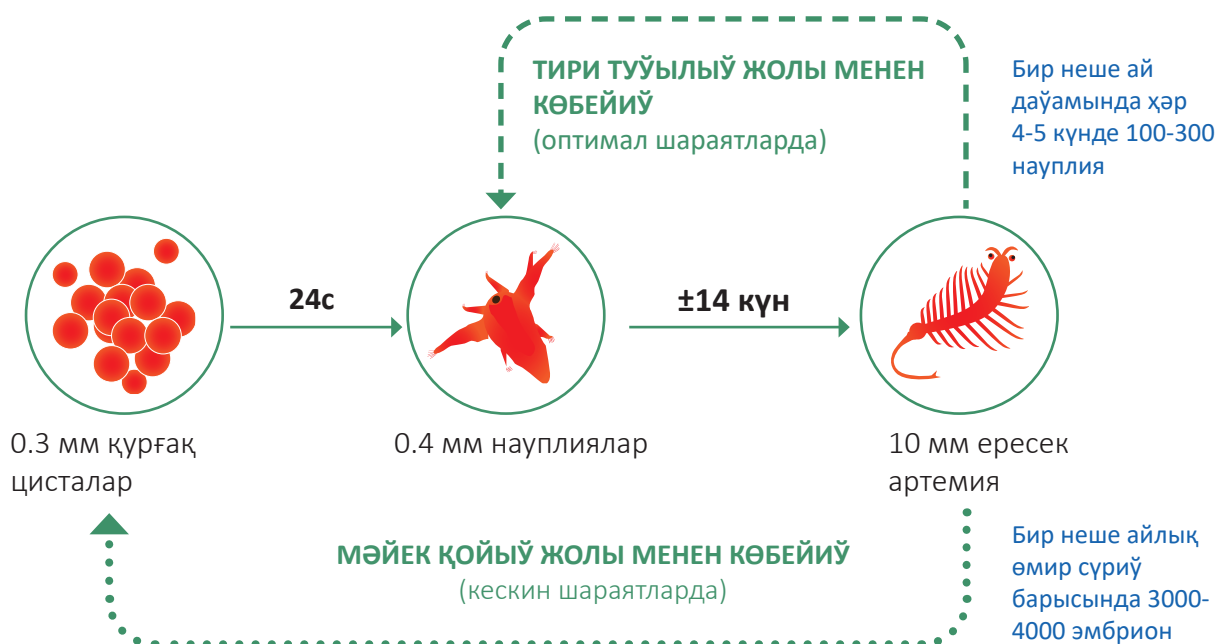 ТИРИ ТУЎЫЛЫЎ ЖОЛЫ МЕНЕН
КӨБЕЙИЎ
(оптимал шараятларда)
Бир неше ай
даўамында ҳәр
4-5 күнде 100-300
науплия
24с
±14 күн
0.3 мм қурғақ
цисталар
0.4 мм науплиялар
10 мм ересек
артемия
МӘЙЕК ҚОЙЫЎ ЖОЛЫ МЕНЕН КӨБЕЙИЎ
(кескин шараятларда)
Бир неше айлық
өмир сүриў
барысында 3000-
4000 эмбрион